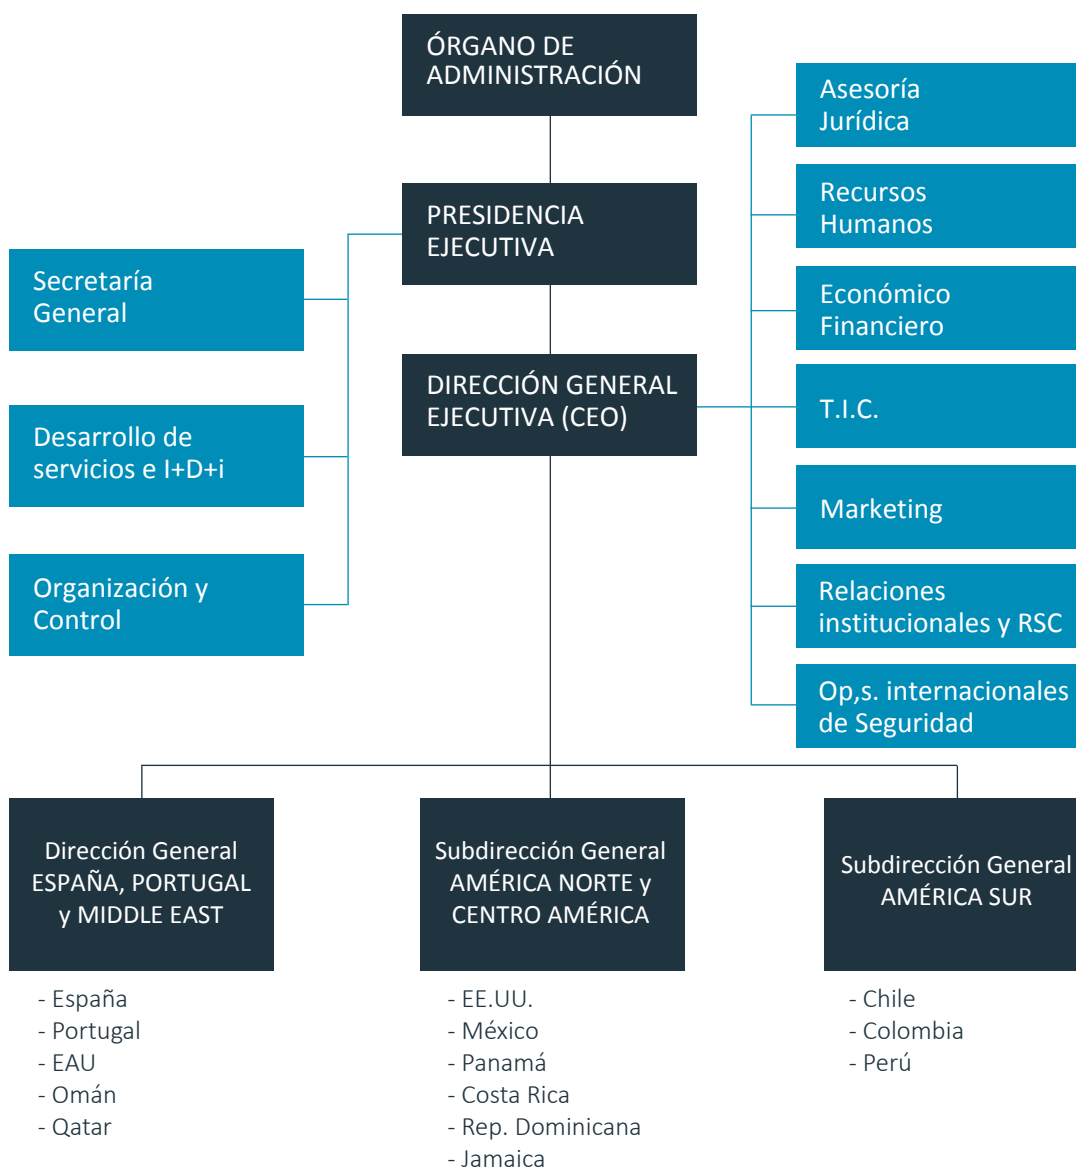 ÓRGANO DE
ADMINISTRACIÓN
PRESIDENCIA
EJECUTIVA
DIRECCIÓN GENERAL
EJECUTIVA (CEO)
Secretaría
General
Desarrollo de
servicios e I+D+i
Organización y
Control
Asesoría
Jurídica
Recursos
Humanos
Económico
Financiero
T.I.C.
Marketing
Relaciones
institucionales y RSC
Op,s. internacionales
de Seguridad
Dirección General
ESPAÑA, PORTUGAL
y MIDDLE EAST
- España
- Portugal
- EAU
- Omán
- Qatar
Subdirección General
AMÉRICA NORTE y
CENTRO AMÉRICA
- EE.UU.
- México
- Panamá
- Costa Rica
- Rep. Dominicana
- Jamaica
Subdirección General
AMÉRICA SUR
- Chile
- Colombia
- Perú